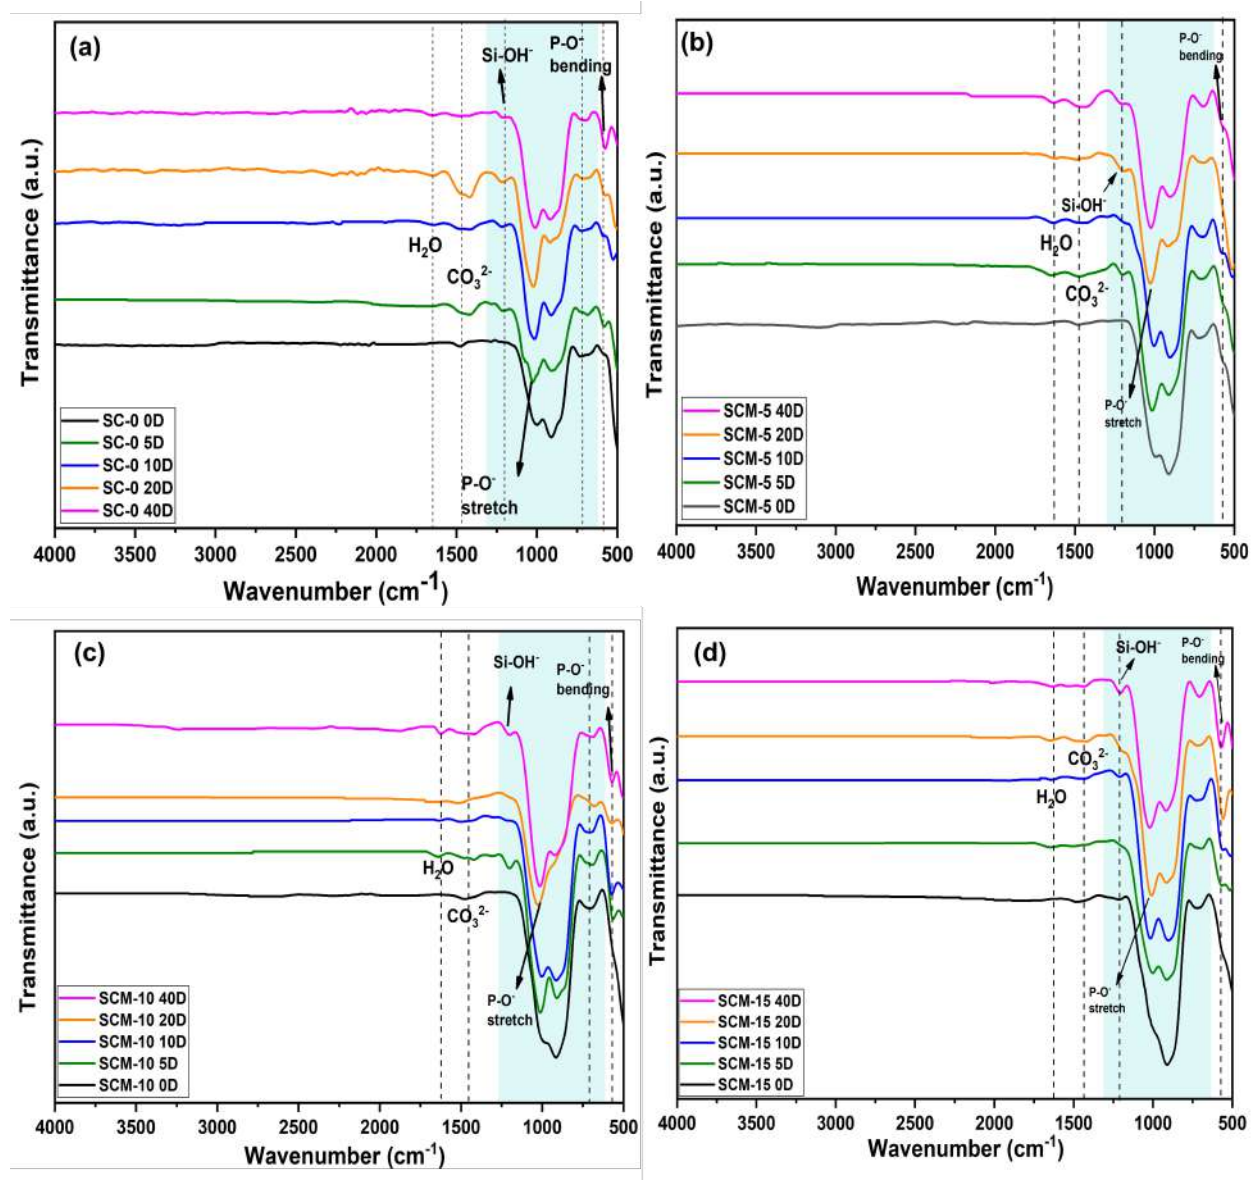 (a)
Si-OH⁻
P-O⁻
bending
H₂O
CO₃²⁻
P-O⁻
stretch
SC-0 0D
SC-0 5D
SC-0 10D
SC-0 20D
SC-0 40D
Transmittance (a.u.)
4000 3500 3000 2500 2000 1500 1000 500
Wavenumber (cm⁻¹)
(b)
P-O⁻
bending
Si-OH⁻
H₂O
CO₃²⁻
P-O⁻
stretch
SCM-5 40D
SCM-5 20D
SCM-5 10D
SCM-5 5D
SCM-5 0D
Transmittance (a.u.)
4000 3500 3000 2500 2000 1500 1000 500
Wavenumber (cm⁻¹)
(c)
Si-OH⁻
P-O⁻
bending
H₂O
CO₃²⁻
P-O⁻
stretch
SCM-10 40D
SCM-10 20D
SCM-10 10D
SCM-10 5D
SCM-10 0D
Transmittance (a.u.)
4000 3500 3000 2500 2000 1500 1000 500
Wavenumber (cm⁻¹)
(d)
Si-OH⁻
P-O⁻
bending
CO₃²⁻
H₂O
P-O⁻
stretch
SCM-15 40D
SCM-15 20D
SCM-15 10D
SCM-15 5D
SCM-15 0D
Transmittance (a.u.)
4000 3500 3000 2500 2000 1500 1000 500
Wavenumber (cm⁻¹)